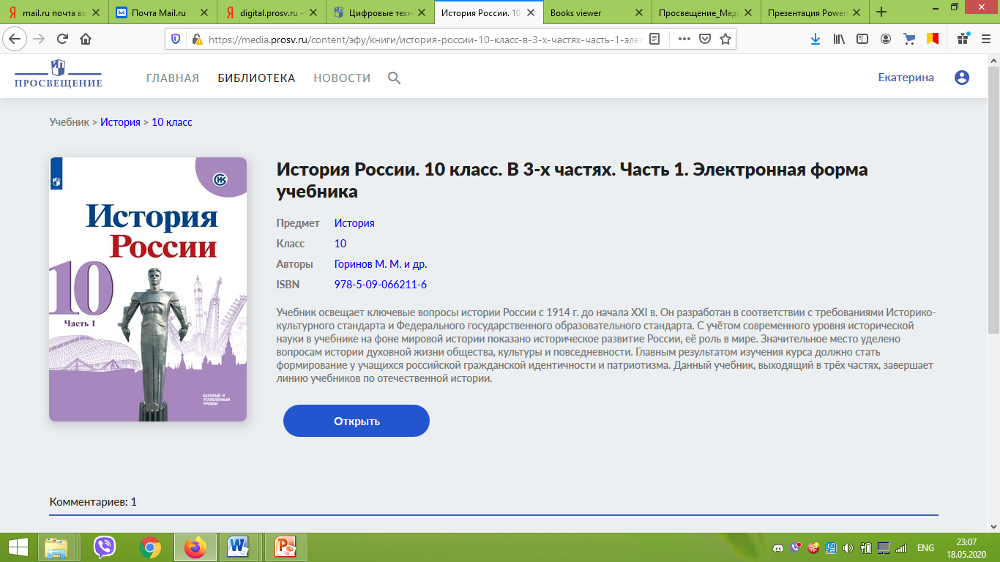 mail.ru почта вх
Почта Mail.ru
digital.prosv.ru –
Цифровые техн
История России. 10
Books viewer
Просвещение_Мед
Презентация Power
https://media.prosv.ru/content/эфу/книги/история-россии-10-класс-в-3-х-частях-часть-1-эле
ПРОСВЕЩЕНИЕ
ГЛАВНАЯ БИБЛИОТЕКА НОВОСТИ
Екатерина
Учебник > История > 10 класс
История
России
10
Часть 1
БАЗОВЫЙ И
УГЛУБЛЁННЫЙ
УРОВНИ
История России. 10 класс. В 3-х частях. Часть 1. Электронная форма
учебника
Предмет История
Класс 10
Авторы Горинов М. М. и др.
ISBN 978-5-09-066211-6
Учебник освещает ключевые вопросы истории России с 1914 г. до начала XXI в. Он разработан в соответствии с требованиями Историко-
культурного стандарта и Федерального государственного образовательного стандарта. С учётом современного уровня исторической
науки в учебнике на фоне мировой истории показано историческое развитие России, её роль в мире. Значительное место уделено
вопросам истории духовной жизни общества, культуры и повседневности. Главным результатом изучения курса должно стать
формирование у учащихся российской гражданской идентичности и патриотизма. Данный учебник, выходящий в трёх частях, завершает
линию учебников по отечественной истории.
Открыть
Комментариев: 1
ENG
23:07
18.05.2020